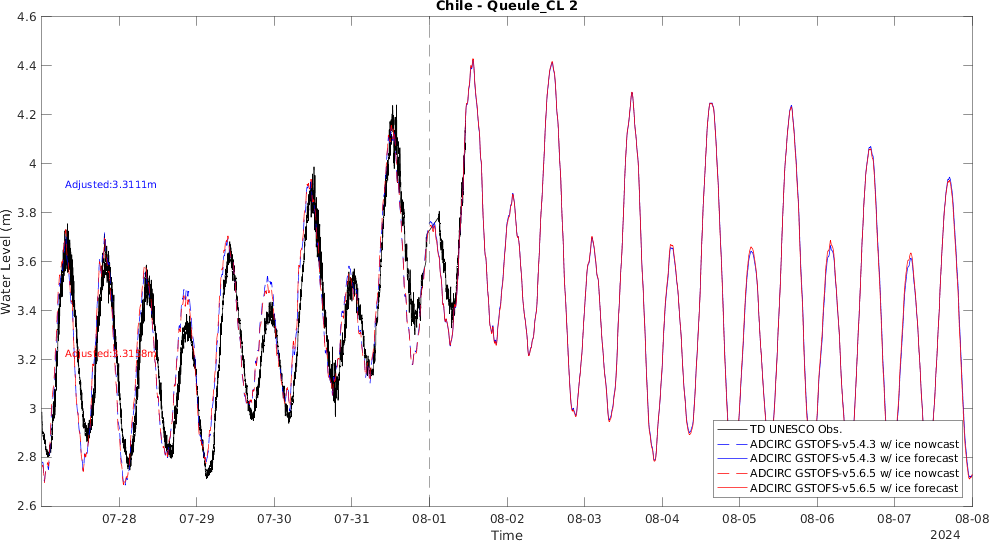 Chile - Queule_CL 2
Water Level (m)
4.6
4.4
4.2
4
3.8
3.6
3.4
3.2
3
2.8
2.6
Adjusted:3.3111m
Adjusted:3.3158m
TD UNESCO Obs.
ADCIRC GSTOFS-v5.4.3 w/ ice nowcast
ADCIRC GSTOFS-v5.4.3 w/ ice forecast
ADCIRC GSTOFS-v5.6.5 w/ ice nowcast
ADCIRC GSTOFS-v5.6.5 w/ ice forecast
07-28 07-29 07-30 07-31 08-01 08-02 08-03 08-04 08-05 08-06 08-07 08-08
Time
2024